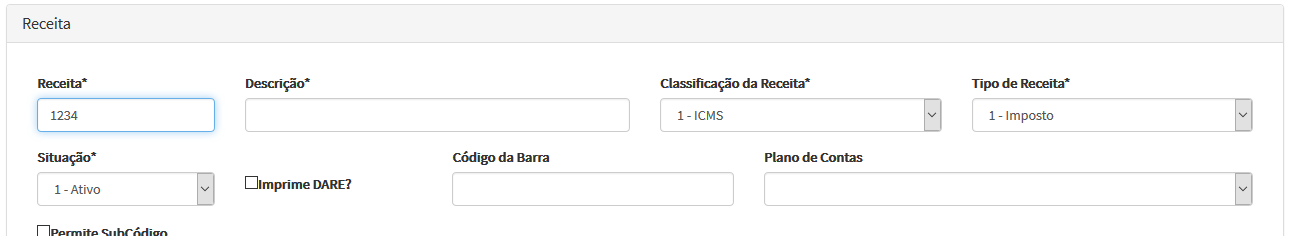 Receita
Receita* Descrição* Classificação da Receita* Tipo de Receita*
1234 1 - ICMS 1 - Imposto
Situação* Código da Barra Plano de Contas
1 - Ativo Imprime DARE?
Permite SubCódigo